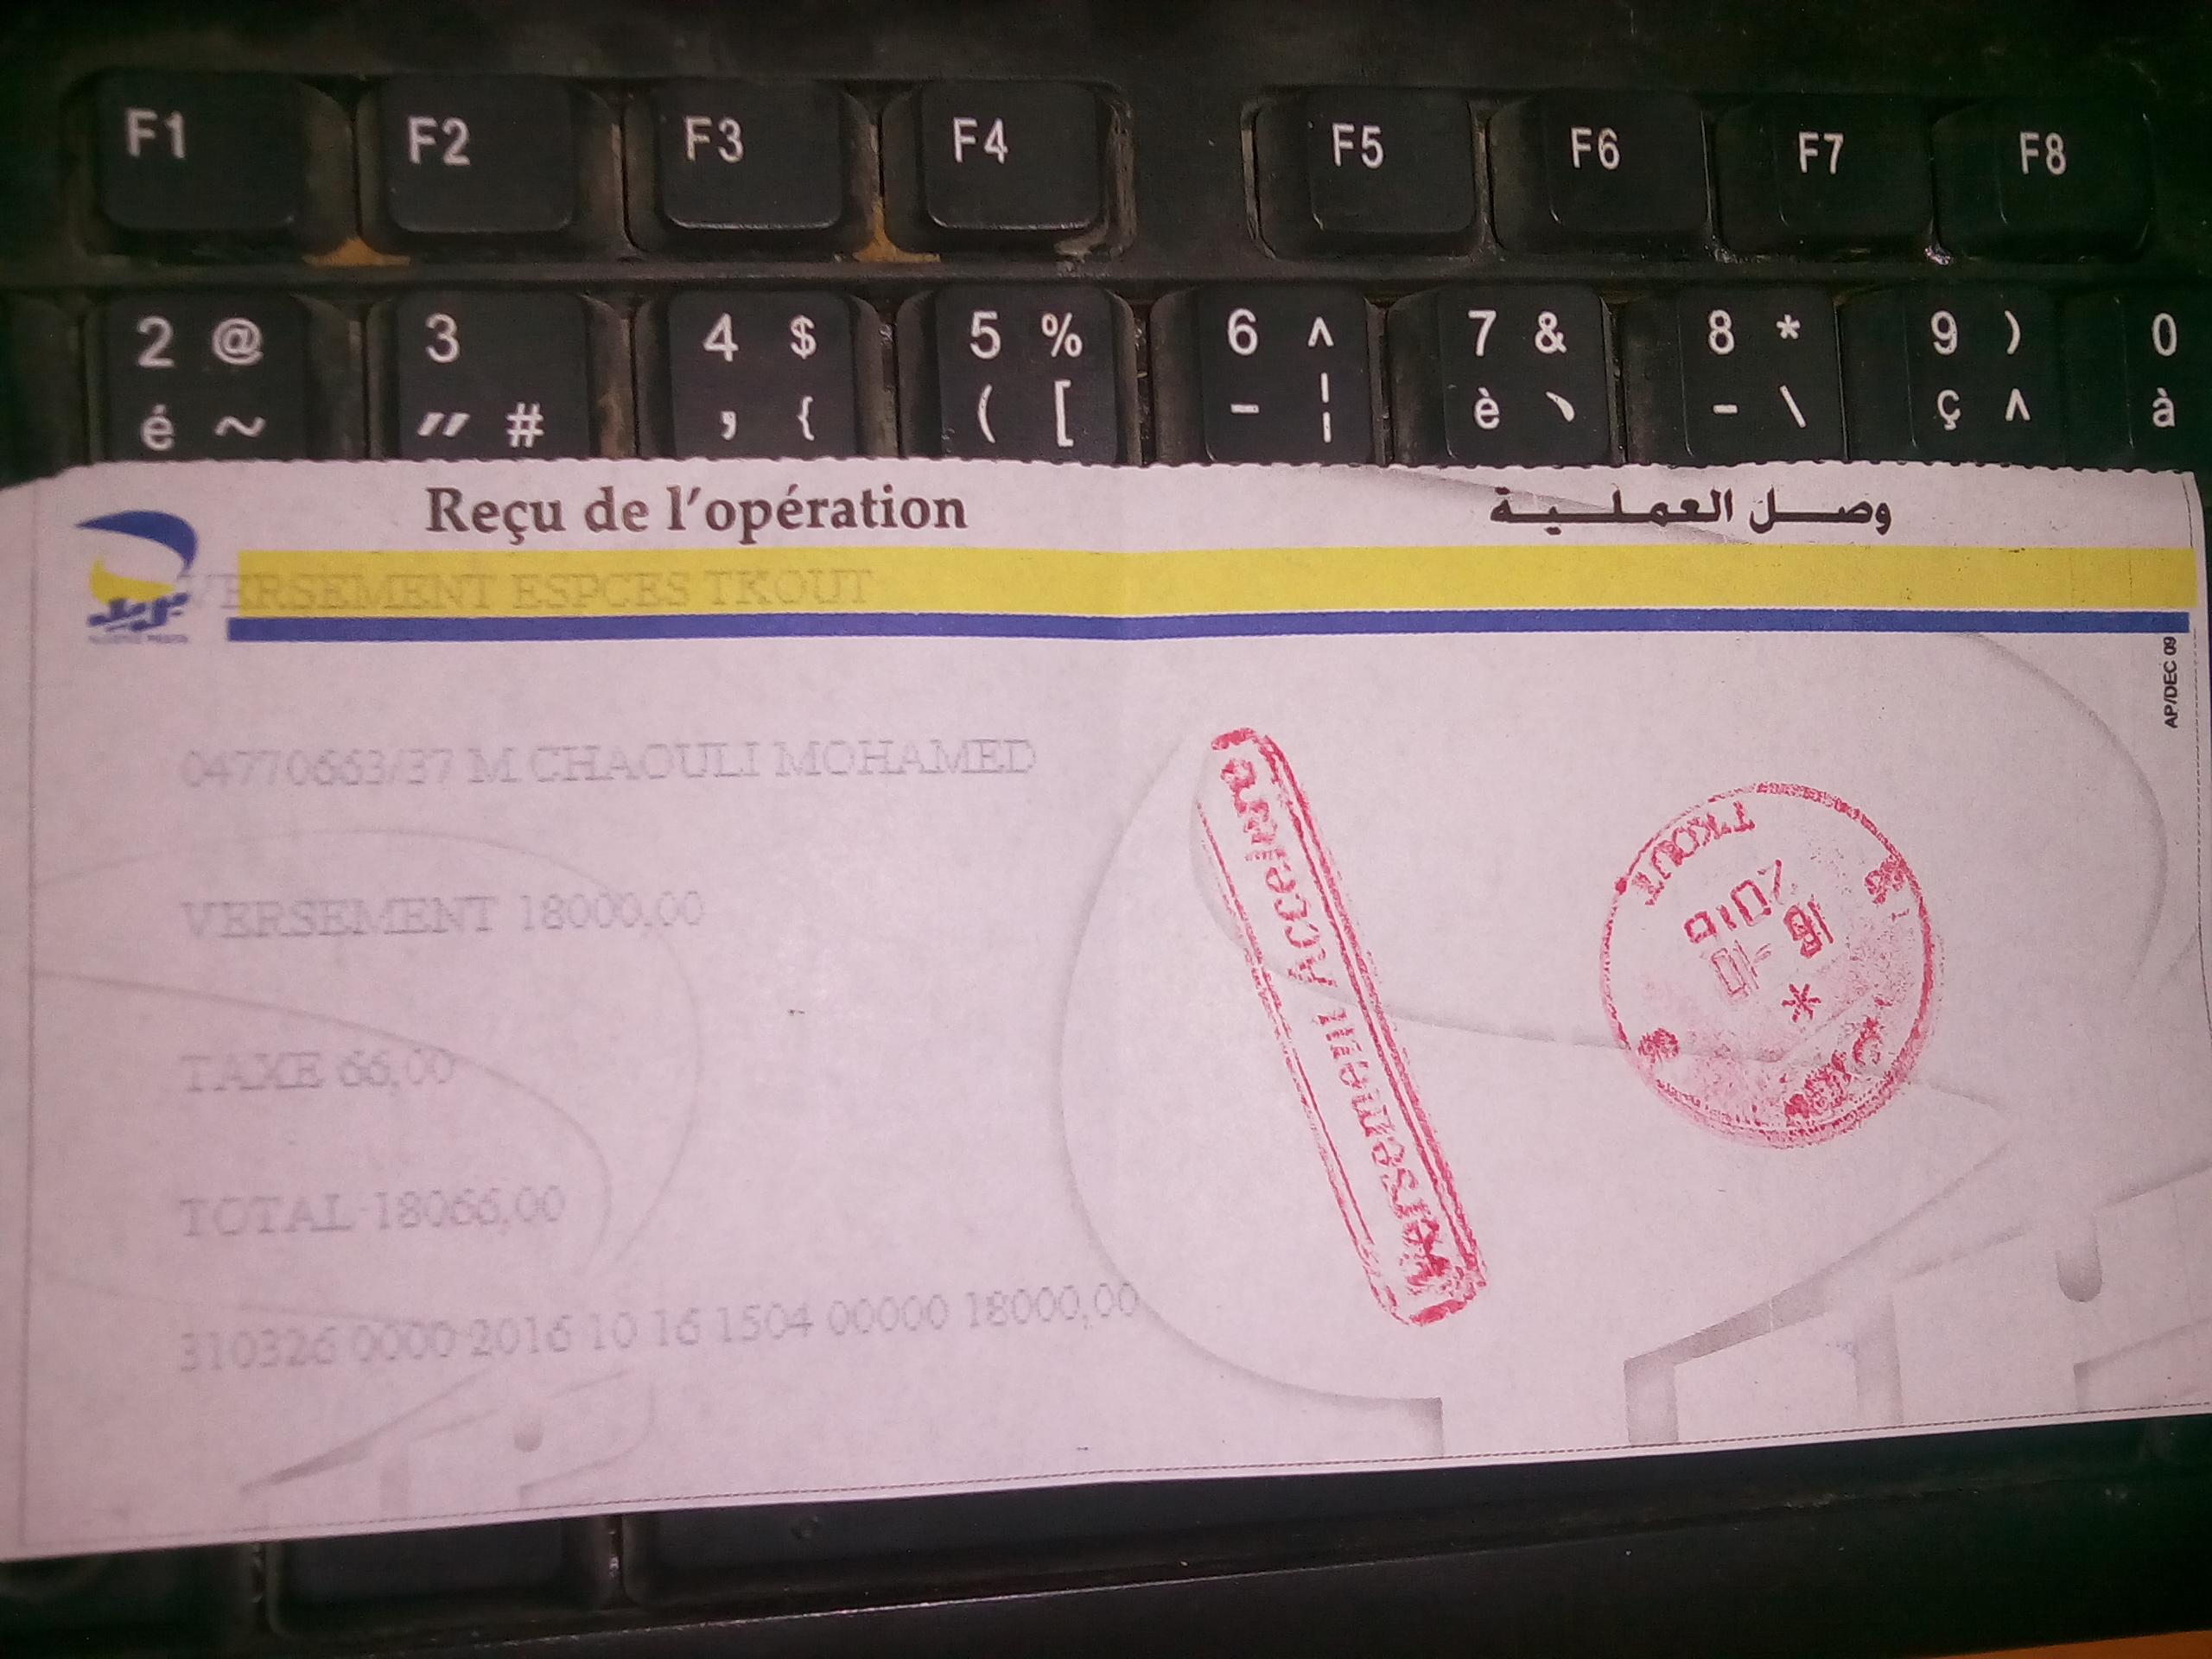 F1 F2 F3 F4 F5 F6 F7 F8
2 @ 3 4 $ 5 % 6 ^ 7 & 8 * 9 ) 0
é ~ " # ' { ( [ - ¦ è ` - \ ç ^ à
Reçu de l'opération وصل العملية
VERSEMENT ESPCES TKOUT
AP/DEC 09
04770663/37 M CHAOULI MOHAMED
VERSEMENT 18000,00
TAXE 66,00
TOTAL 18066,00
310326 0000 2016 10 16 1504 00000 18000,00
TKOUT
16 -10
2016
*